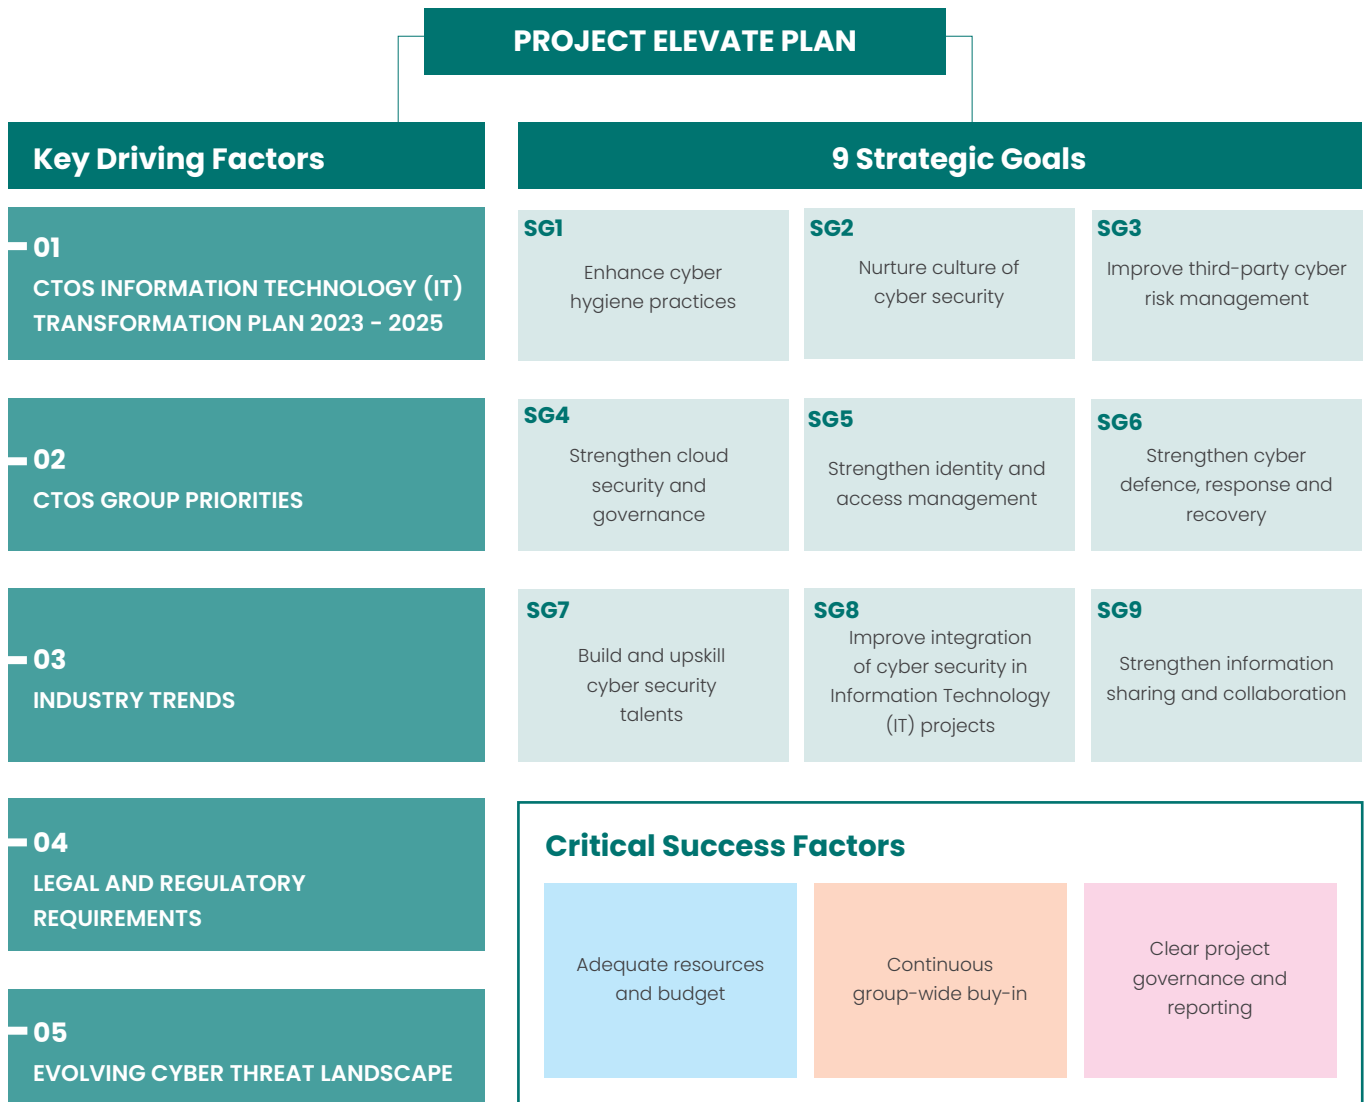 PROJECT ELEVATE PLAN
Key Driving Factors
01
CTOS INFORMATION TECHNOLOGY (IT)
TRANSFORMATION PLAN 2023 - 2025
02
CTOS GROUP PRIORITIES
03
INDUSTRY TRENDS
04
LEGAL AND REGULATORY
REQUIREMENTS
05
EVOLVING CYBER THREAT LANDSCAPE
9 Strategic Goals
SG1
Enhance cyber
hygiene practices
SG2
Nurture culture of
cyber security
SG3
Improve third-party cyber
risk management
SG4
Strengthen cloud
security and
governance
SG5
Strengthen identity and
access management
SG6
Strengthen cyber
defence, response and
recovery
SG7
Build and upskill
cyber security
talents
SG8
Improve integration
of cyber security in
Information Technology
(IT) projects
SG9
Strengthen information
sharing and collaboration
Critical Success Factors
Adequate resources
and budget
Continuous
group-wide buy-in
Clear project
governance and
reporting